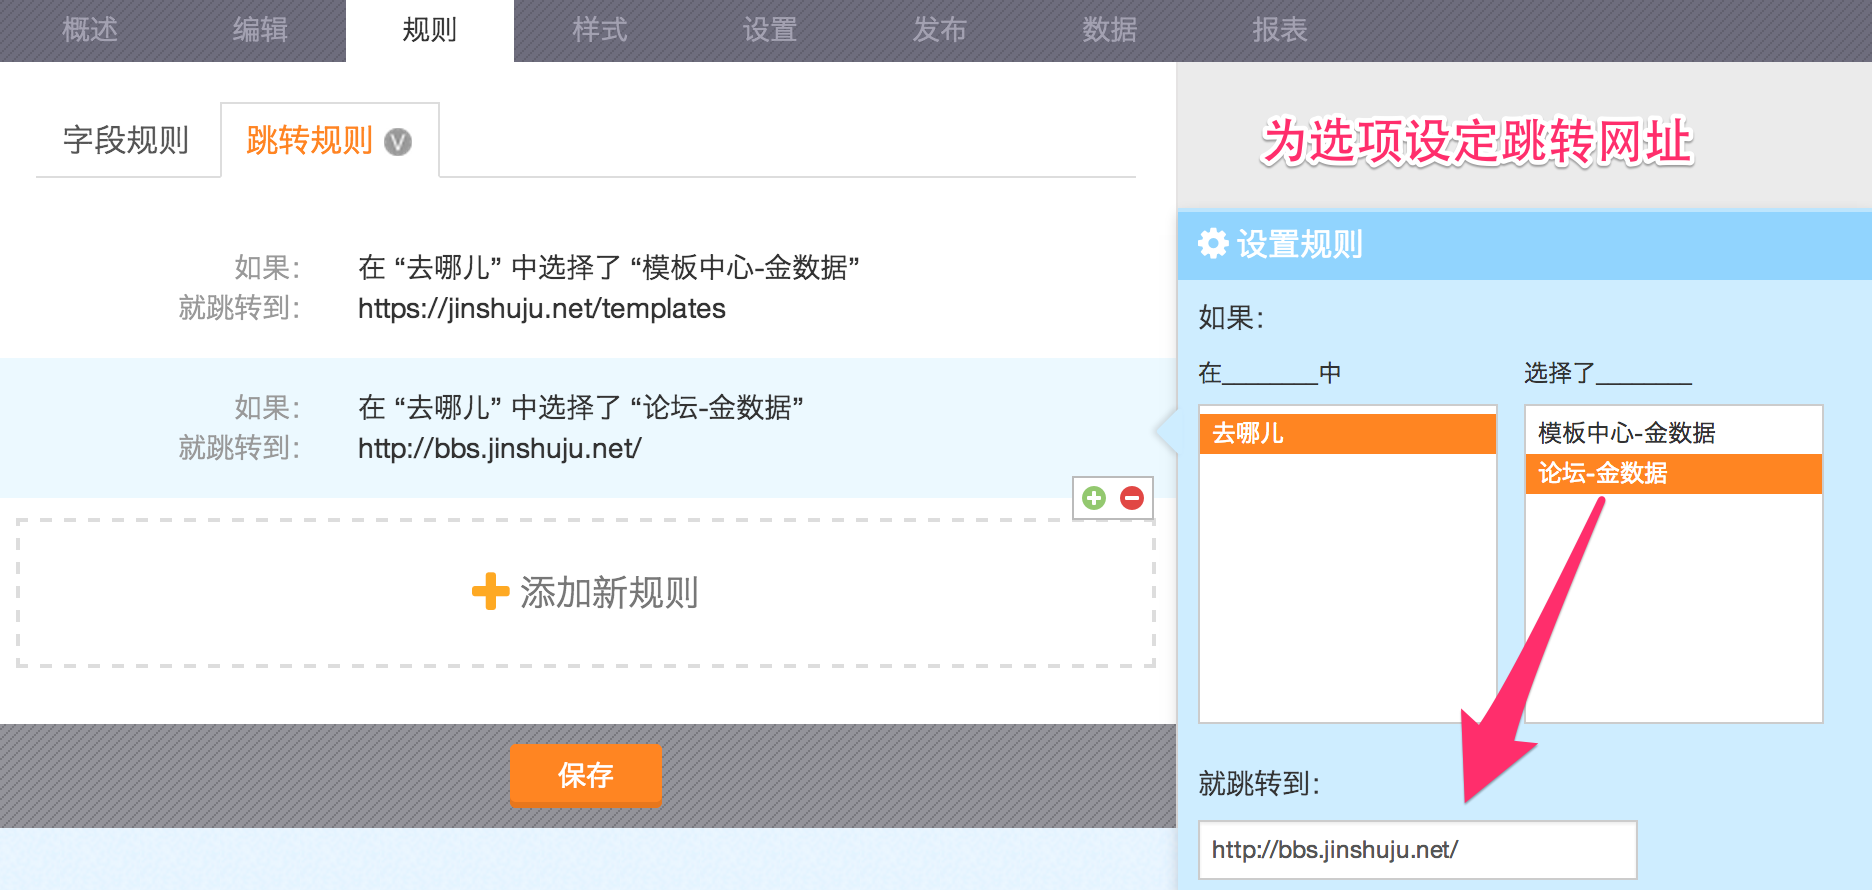 概述 编辑 规则 样式 设置 发布 数据 报表
字段规则 跳转规则 V
如果： 在 “去哪儿” 中选择了 “模板中心-金数据”
就跳转到： https://jinshuju.net/templates
如果： 在 “去哪儿” 中选择了 “论坛-金数据”
就跳转到： http://bbs.jinshuju.net/
添加新规则
保存
为选项设定跳转网址
设置规则
如果：
在________中 选择了________
去哪儿 模板中心-金数据
论坛-金数据
就跳转到：
http://bbs.jinshuju.net/